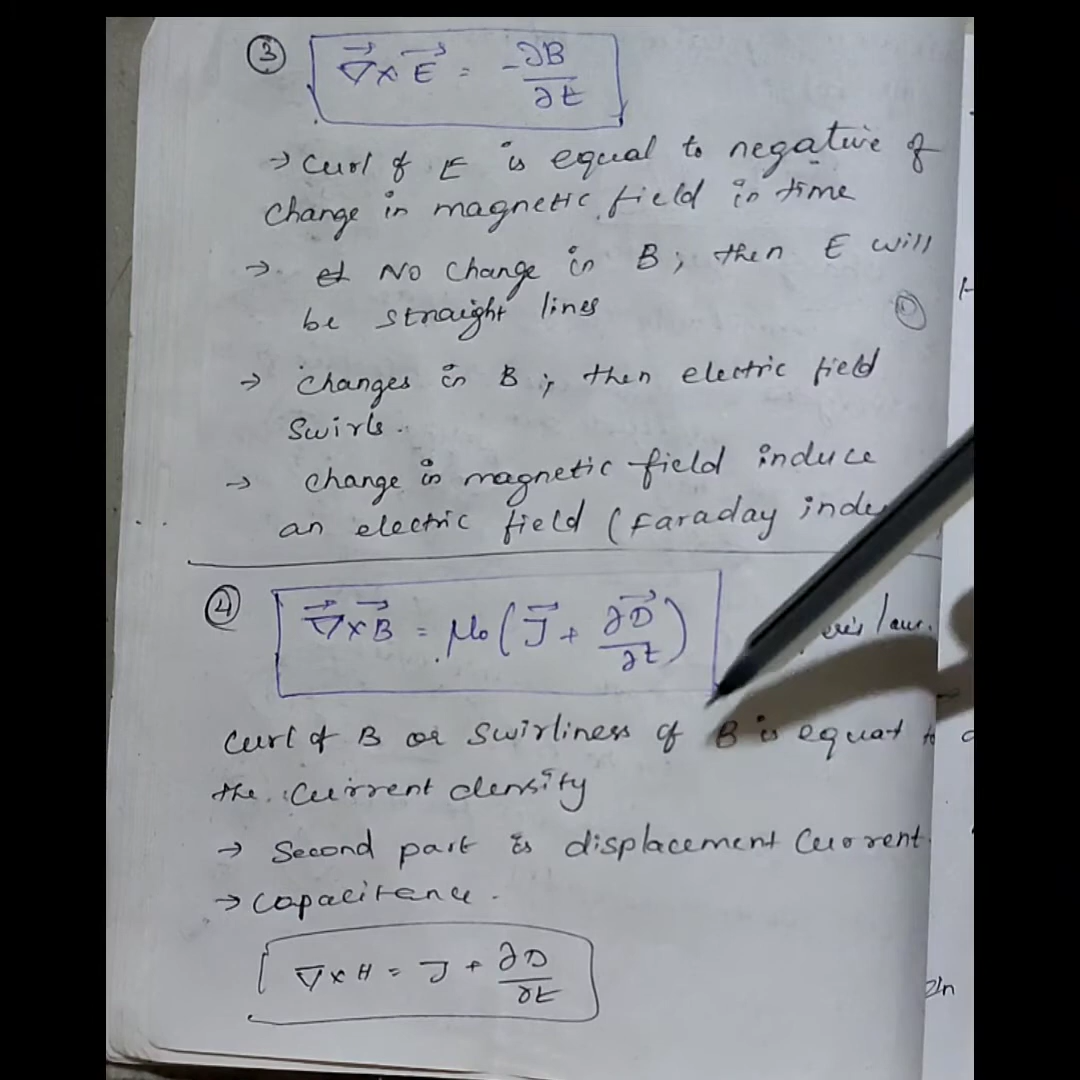 ③ ∇⃗×E⃗ = -∂B/∂t
→ Curl of E is equal to negative of
change in magnetic field in time
→ No change in B, then E will
be straight lines
→ changes in B, then electric field
swirls.
→ change in magnetic field induce
an electric field (Faraday
④ ∇⃗×B⃗ = μ₀(J⃗ + ∂D⃗/∂t)
Curl of B or swirliness of B is equal to
the current density
→ Second part is displacement current.
→ Capacitance.
∇×H = J + ∂D/∂t